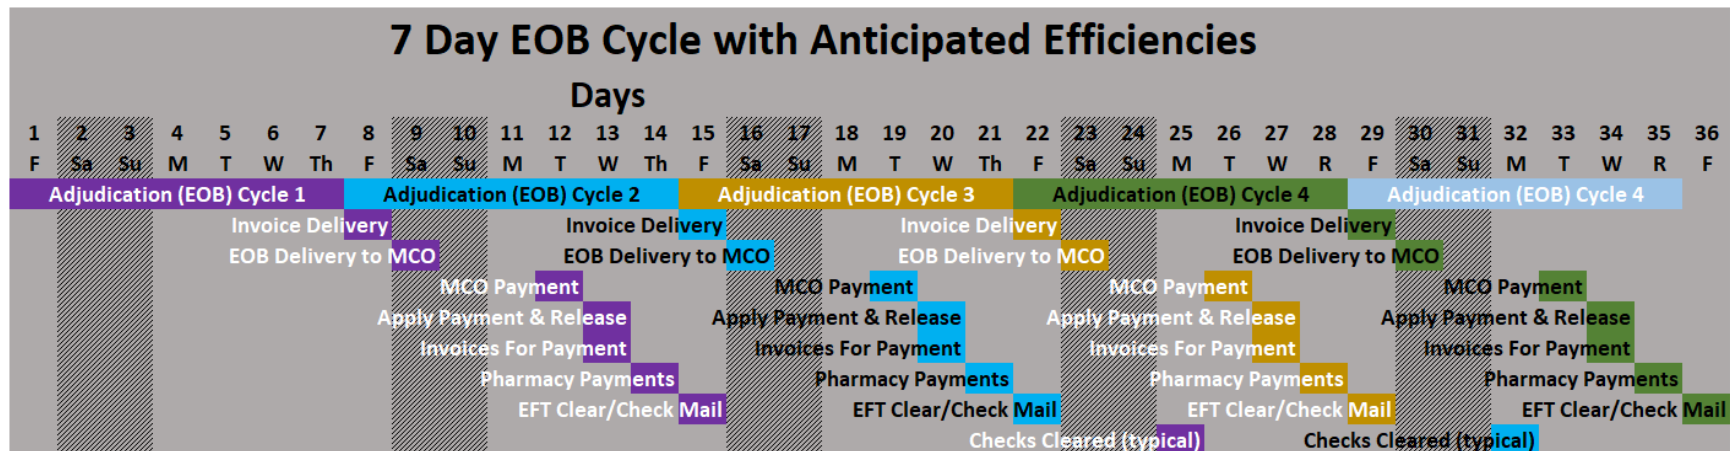 7 Day EOB Cycle with Anticipated Efficiencies
Days
1 2 3 4 5 6 7 8 9 10 11 12 13 14 15 16 17 18 19 20 21 22 23 24 25 26 27 28 29 30 31 32 33 34 35 36
F Sa Su M T W Th F Sa Su M T W Th F Sa Su M T W Th F Sa Su M T W R F Sa Su M T W R F
Adjudication (EOB) Cycle 1 Adjudication (EOB) Cycle 2 Adjudication (EOB) Cycle 3 Adjudication (EOB) Cycle 4 Adjudication (EOB) Cycle 4
Invoice Delivery Invoice Delivery Invoice Delivery Invoice Delivery
EOB Delivery to MCO EOB Delivery to MCO EOB Delivery to MCO EOB Delivery to MCO
MCO Payment MCO Payment MCO Payment MCO Payment
Apply Payment & Release Apply Payment & Release Apply Payment & Release Apply Payment & Release
Invoices For Payment Invoices For Payment Invoices For Payment Invoices For Payment
Pharmacy Payments Pharmacy Payments Pharmacy Payments Pharmacy Payments
EFT Clear/Check Mail EFT Clear/Check Mail EFT Clear/Check Mail EFT Clear/Check Mail
Checks Cleared (typical) Checks Cleared (typical)